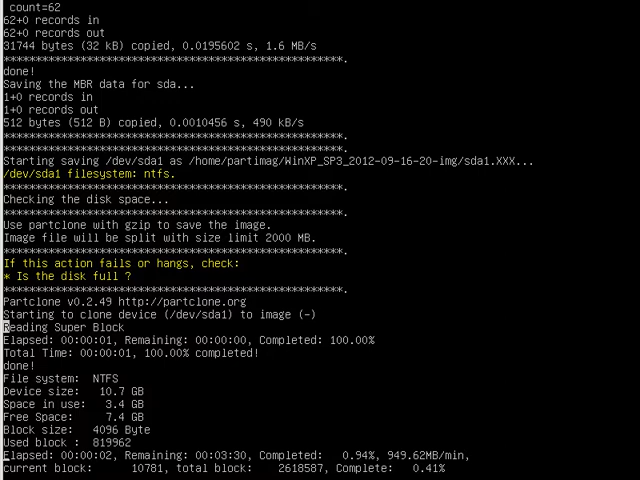 count=62
62+0 records in
62+0 records out
31744 bytes (32 kB) copied, 0.0195602 s, 1.6 MB/s
*****************************************************.
done!
Saving the MBR data for sda...
1+0 records in
1+0 records out
512 bytes (512 B) copied, 0.0010456 s, 490 kB/s
*****************************************************.
*****************************************************.
Starting saving /dev/sda1 as /home/partimag/WinXP_SP3_2012-09-16-20-img/sda1.XXX...
/dev/sda1 filesystem: ntfs.
*****************************************************.
Checking the disk space...
*****************************************************.
Use partclone with gzip to save the image.
Image file will be split with size limit 2000 MB.
*****************************************************.
If this action fails or hangs, check:
* Is the disk full ?
*****************************************************.
Partclone v0.2.49 http://partclone.org
Starting to clone device (/dev/sda1) to image (-)
Reading Super Block
Elapsed: 00:00:01, Remaining: 00:00:00, Completed: 100.00%
Total Time: 00:00:01, 100.00% completed!
done!
File system:  NTFS
Device size:   10.7 GB
Space in use:   3.4 GB
Free Space:     7.4 GB
Block size:   4096 Byte
Used block :  819962
Elapsed: 00:00:02, Remaining: 00:03:30, Completed:   0.94%, 949.62MB/min,
current block:      10781, total block:    2618587, Complete:   0.41%